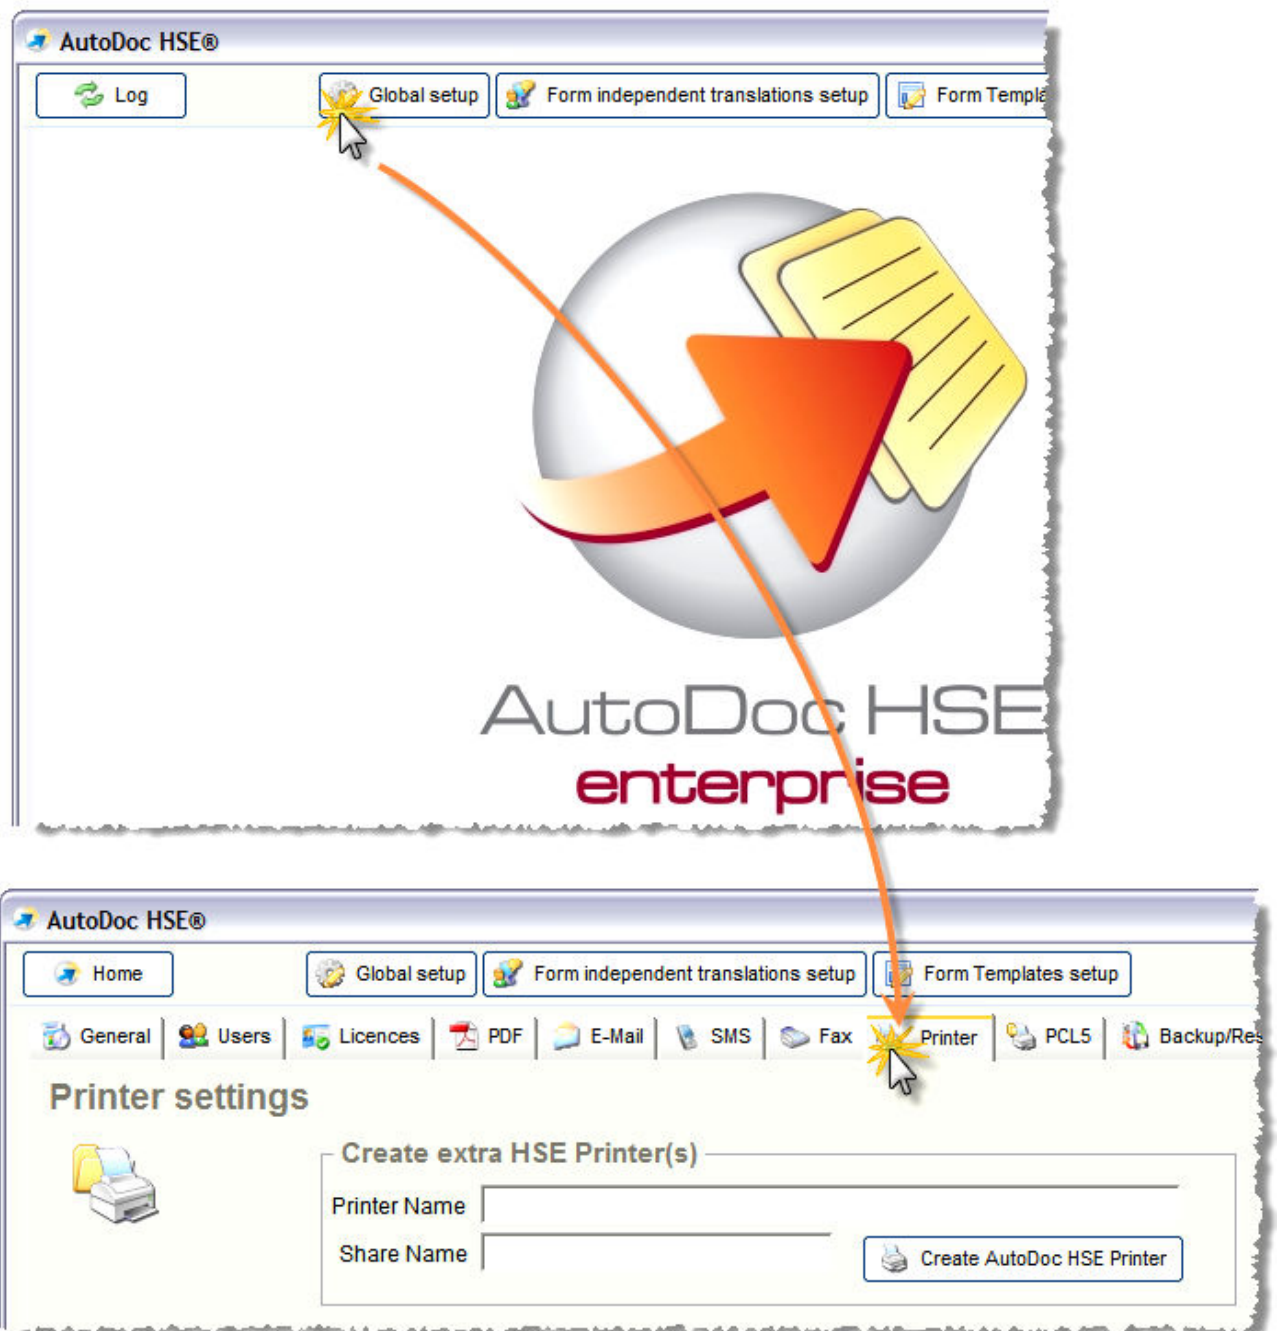 AutoDoc HSE®
Log Global setup Form independent translations setup Form Templa
AutoDoc HSE
enterprise
AutoDoc HSE®
Home Global setup Form independent translations setup Form Templates setup
General Users Licences PDF E-Mail SMS Fax Printer PCL5 Backup/Res
Printer settings
Create extra HSE Printer(s)
Printer Name
Share Name Create AutoDoc HSE Printer